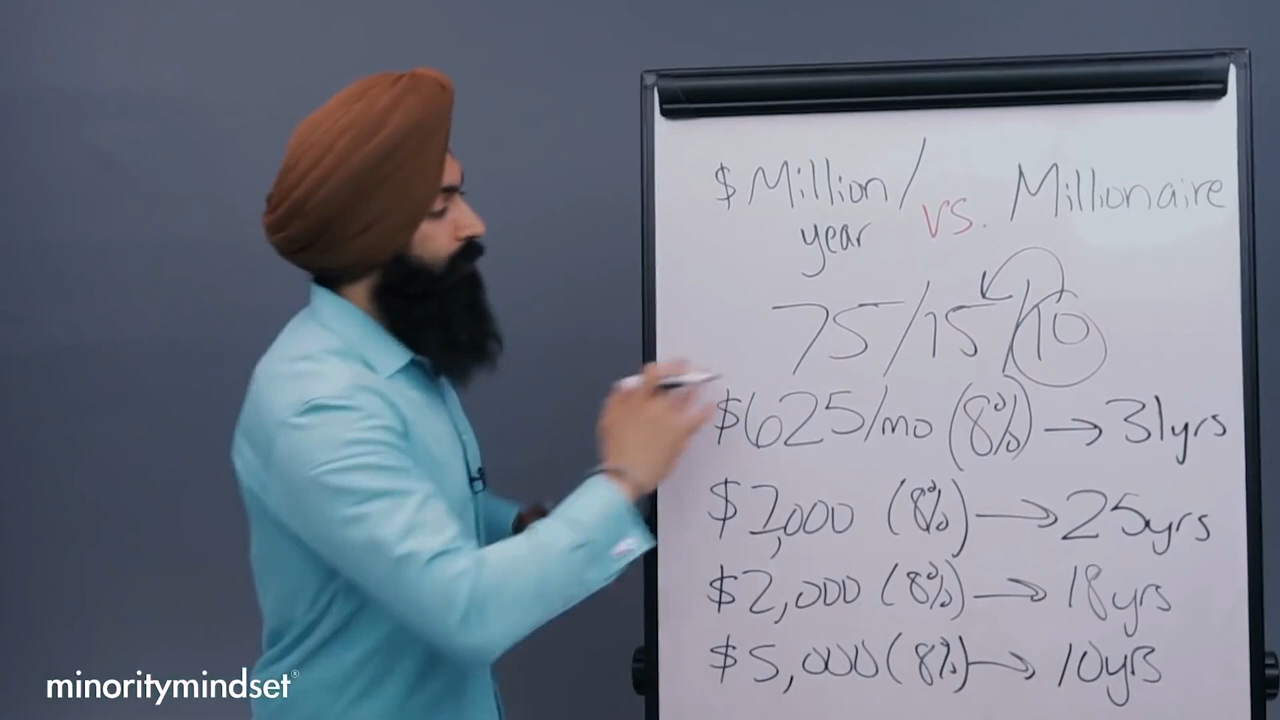 $ Million/
year
vs.
Millionaire
75/15/10
$625/mo (8%) → 31yrs
$1,000 (8%) → 25yrs
$2,000 (8%) → 18yrs
$5,000 (8%) → 10yrs
minoritymindset®